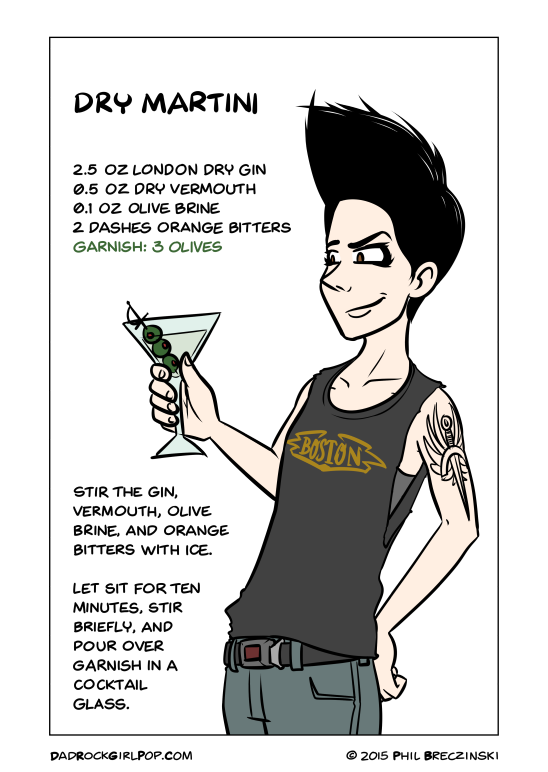 DRY MARTINI
2.5 OZ LONDON DRY GIN
0.5 OZ DRY VERMOUTH
0.1 OZ OLIVE BRINE
2 DASHES ORANGE BITTERS
GARNISH: 3 OLIVES
BOSTON
STIR THE GIN,
VERMOUTH, OLIVE
BRINE, AND ORANGE
BITTERS WITH ICE.
LET SIT FOR TEN
MINUTES, STIR
BRIEFLY, AND
POUR OVER
GARNISH IN A
COCKTAIL
GLASS.
DADROCKGIRLPOP.COM
© 2015 PHIL BRECZINSKI